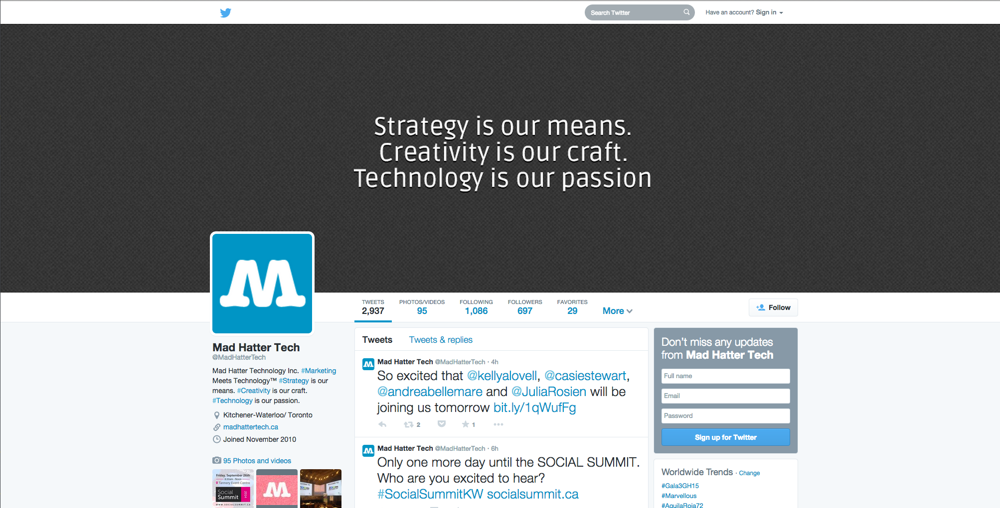 Search Twitter
Have an account? Sign in
Strategy is our means.
Creativity is our craft.
Technology is our passion
M
TWEETS
2,937
PHOTOS/VIDEOS
95
FOLLOWING
1,086
FOLLOWERS
697
FAVORITES
29
More
Follow
Mad Hatter Tech
@MadHatterTech
Mad Hatter Technology Inc. #Marketing
Meets Technology™ #Strategy is our
means. #Creativity is our craft.
#Technology is our passion.
Kitchener-Waterloo/ Toronto
madhattertech.ca
Joined November 2010
95 Photos and videos
Friday, September 26th
8:30am - Noon
Tannery Event Centre
Social
Summit
2014
WWW.SOCIALSUMMIT.CA
M
Tweets Tweets & replies
M
Mad Hatter Tech @MadHatterTech · 4h
So excited that @kellyalovell, @casiestewart,
@andreabellemare and @JuliaRosien will be
joining us tomorrow bit.ly/1qWufFg
2
1
M
Mad Hatter Tech @MadHatterTech · 6h
Only one more day until the SOCIAL SUMMIT.
Who are you excited to hear?
#SocialSummitKW socialsummit.ca
Don't miss any updates
from Mad Hatter Tech
Full name
Email
Password
Sign up for Twitter
Worldwide Trends · Change
#Gala3GH15
#Marvellous
#AguilaRoja72